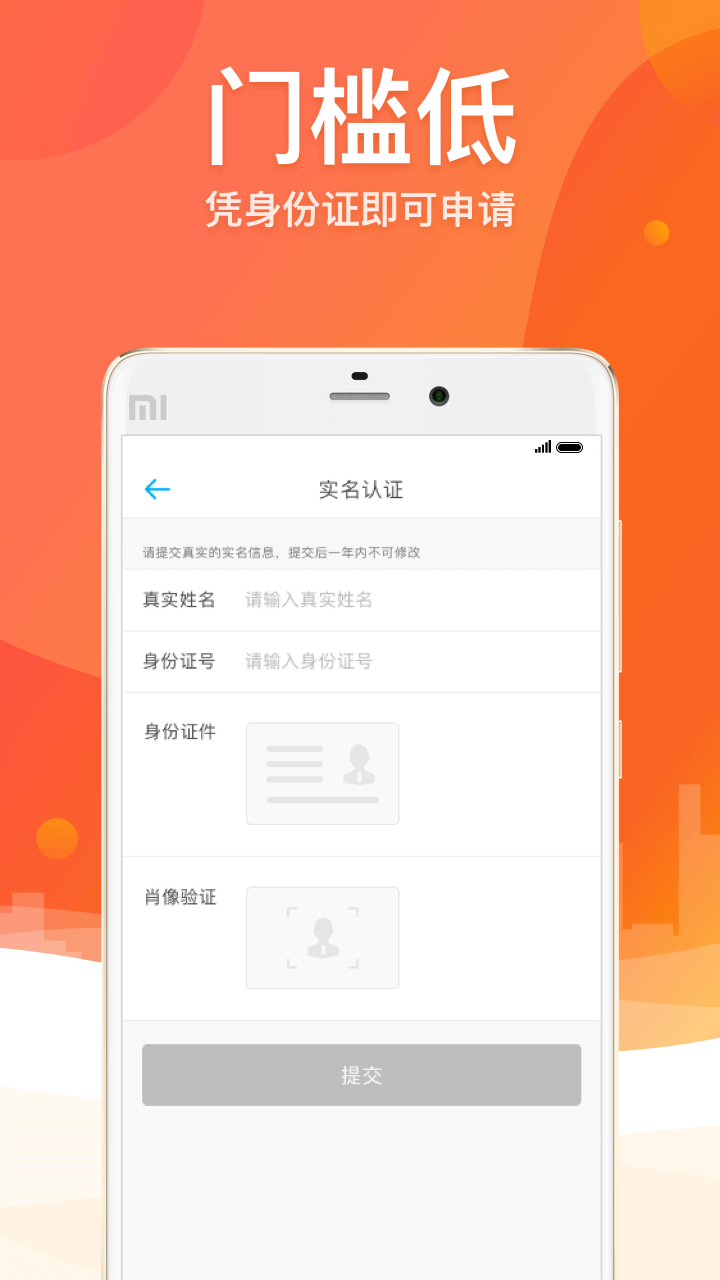 门槛低
凭身份证即可申请
MI
实名认证
请提交真实的实名信息，提交后一年内不可修改
真实姓名 请输入真实姓名
身份证号 请输入身份证号
身份证件
肖像验证
提交